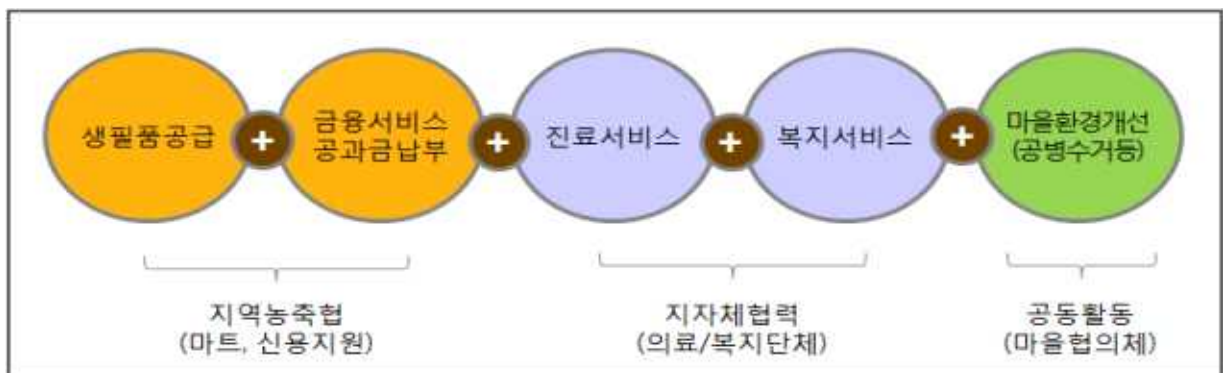 생필품공급
+
금융서비스
공과금납부
+
진료서비스
+
복지서비스
+
마을환경개선
(공병수거등)
지역농축협
(마트, 신용지원)
지자체협력
(의료/복지단체)
공동활동
(마을협의체)